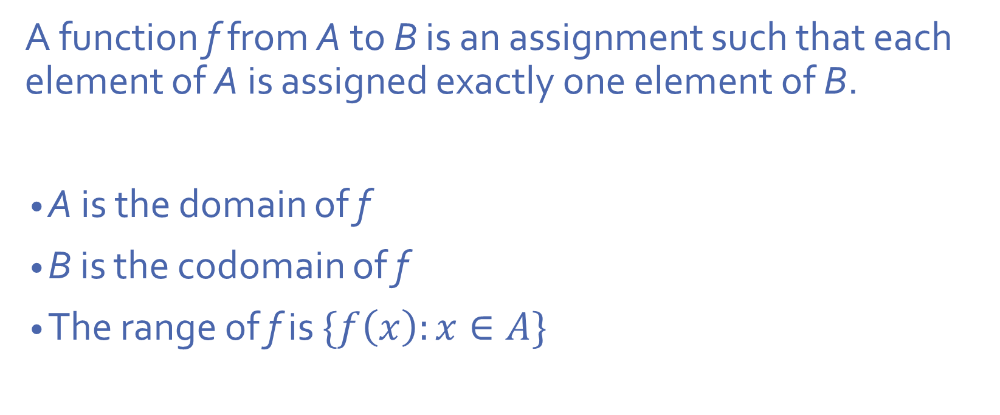 A function f from A to B is an assignment such that each
element of A is assigned exactly one element of B.
•A is the domain of f
•B is the codomain of f
•The range of f is {f(x): x ∈ A}